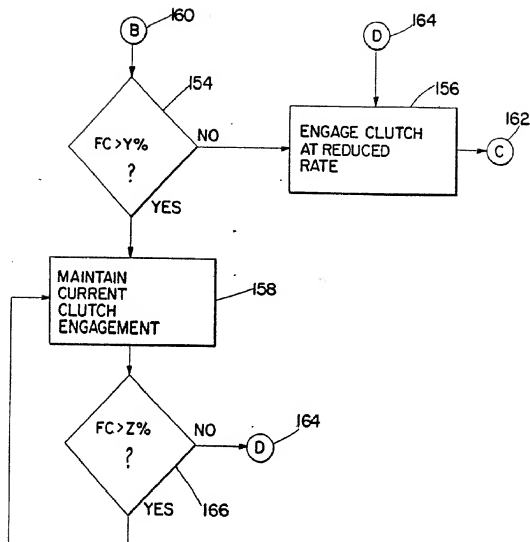 B
160
D
164
154
156
FC>Y%
?
NO
YES
ENGAGE CLUTCH
AT REDUCED
RATE
162
C
MAINTAIN
CURRENT
CLUTCH
ENGAGEMENT
158
FC>Z%
?
NO
YES
D
164
166